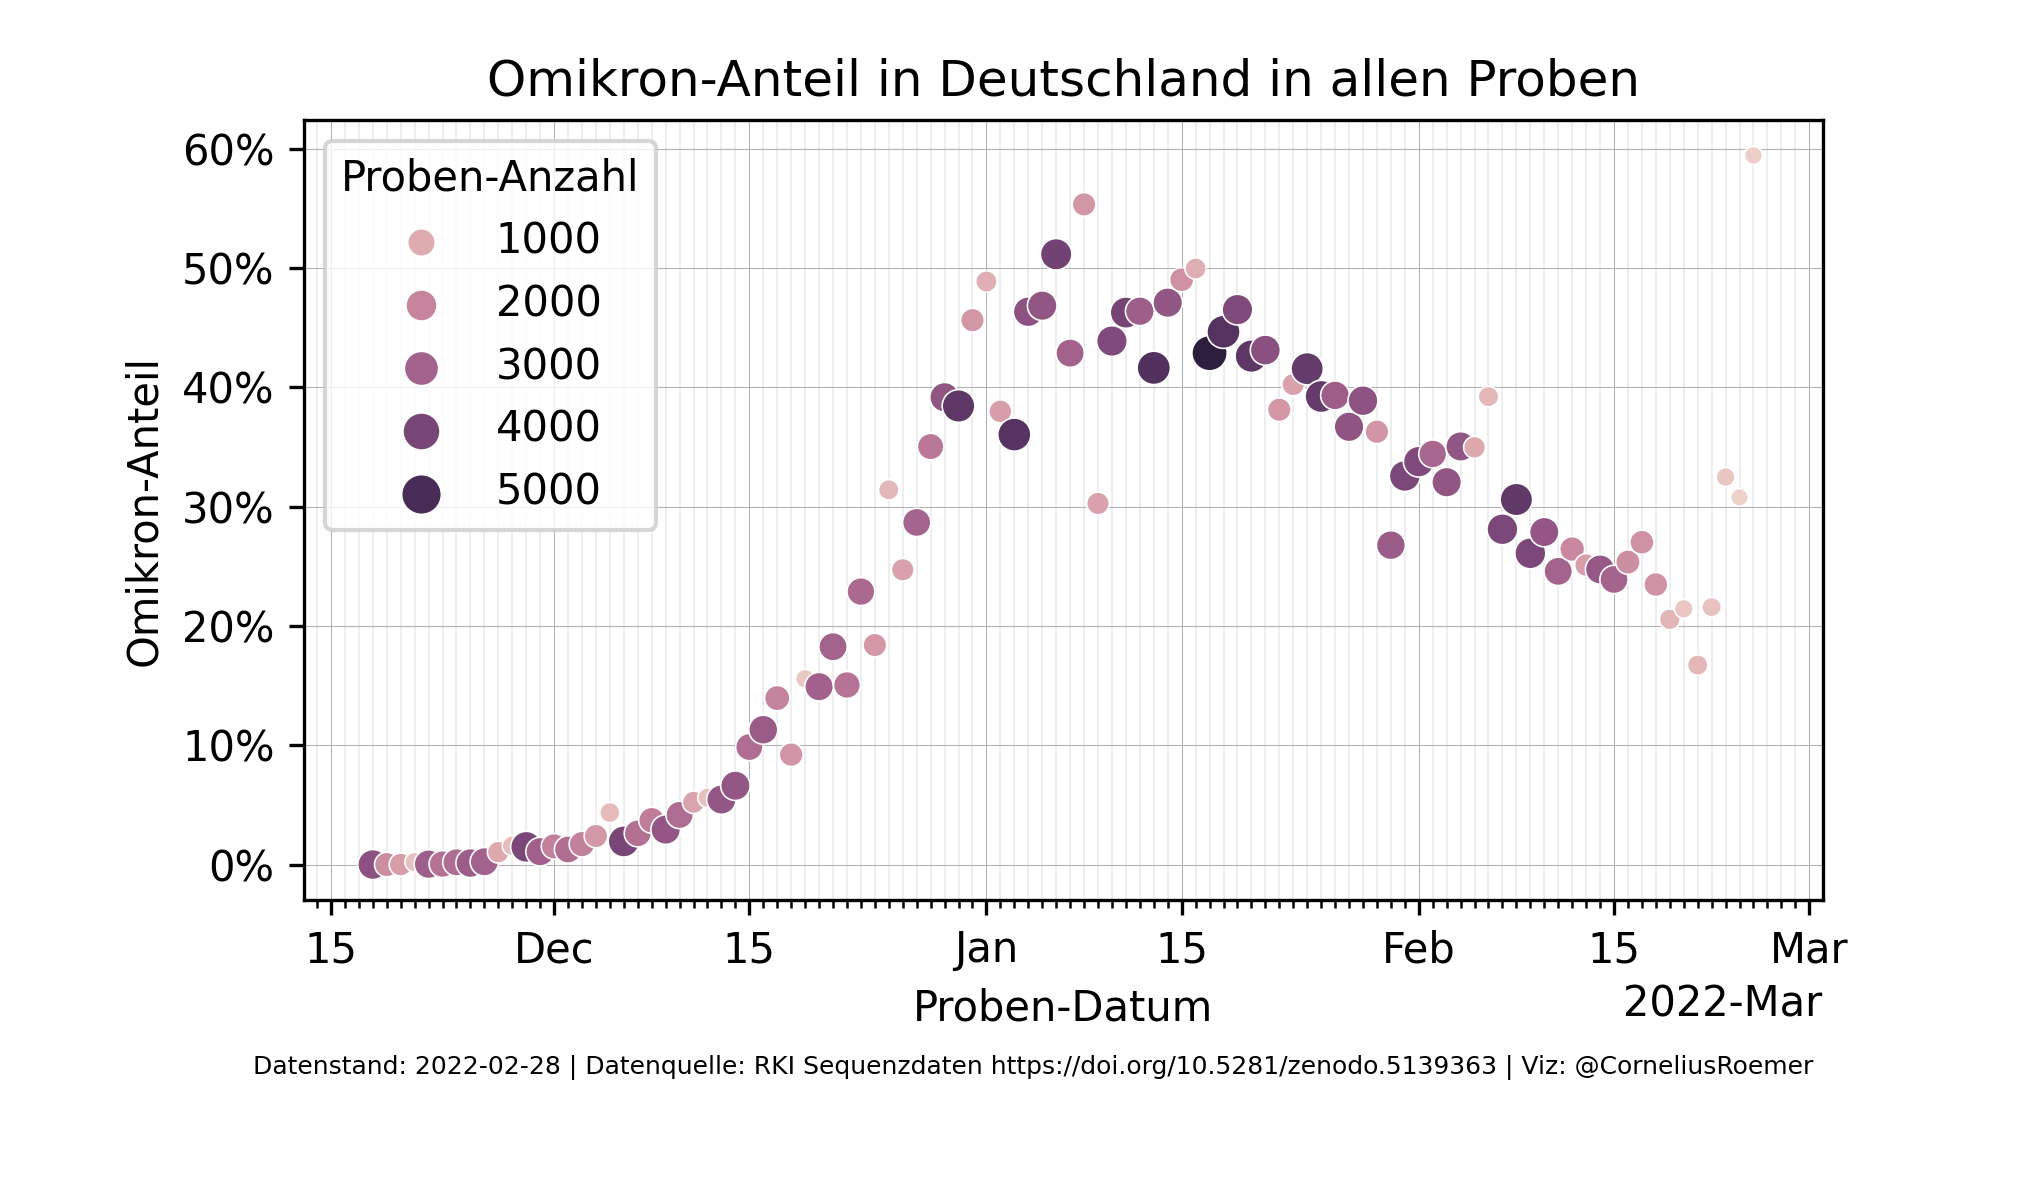 Omikron-Anteil in Deutschland in allen Proben
60%
50%
40%
30%
20%
10%
0%
Omikron-Anteil
Proben-Anzahl
1000
2000
3000
4000
5000
15 Dec 15 Jan 15 Feb 15 Mar
2022-Mar
Proben-Datum
Datenstand: 2022-02-28 | Datenquelle: RKI Sequenzdaten https://doi.org/10.5281/zenodo.5139363 | Viz: @CorneliusRoemer